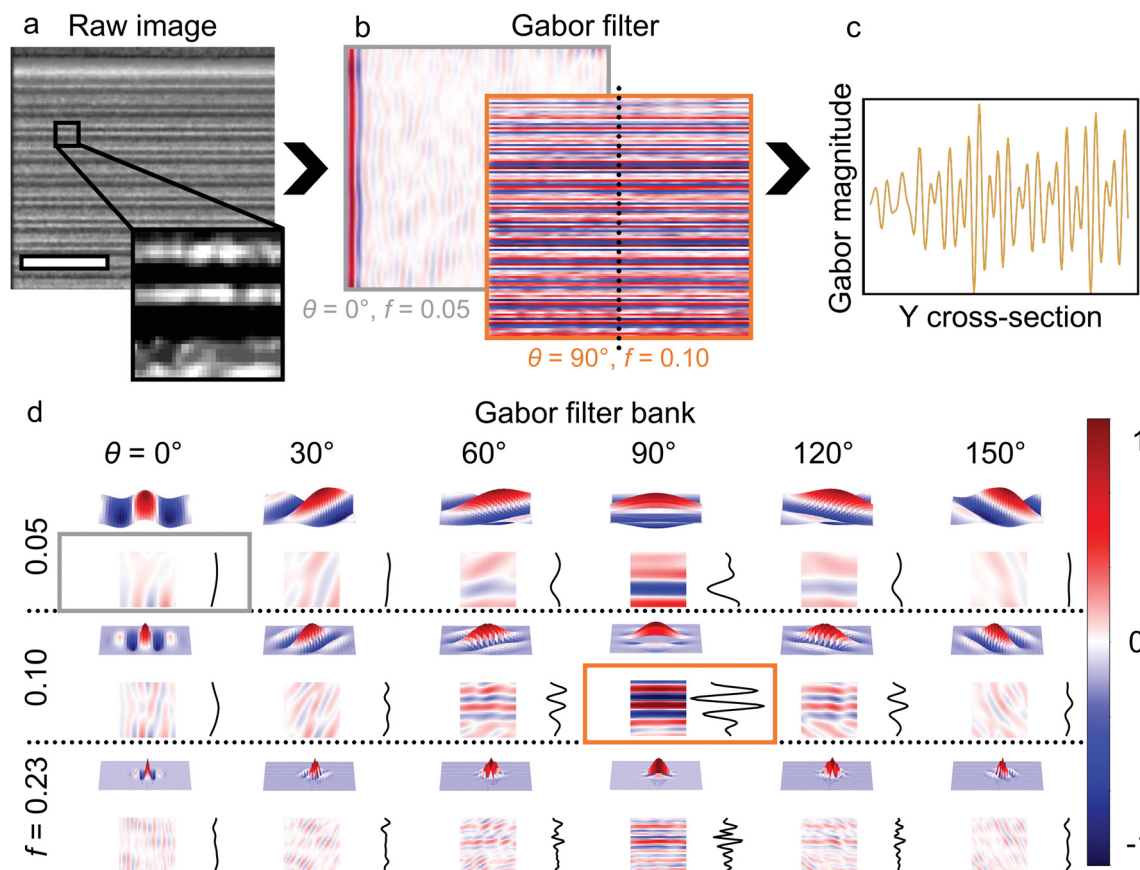 a Raw image
b Gabor filter
c
θ = 0°, f = 0.05
θ = 90°, f = 0.10
Gabor magnitude
Y cross-section
d Gabor filter bank
θ = 0° 30° 60° 90° 120° 150°
0.05
0.10
f = 0.23
1
0
-1